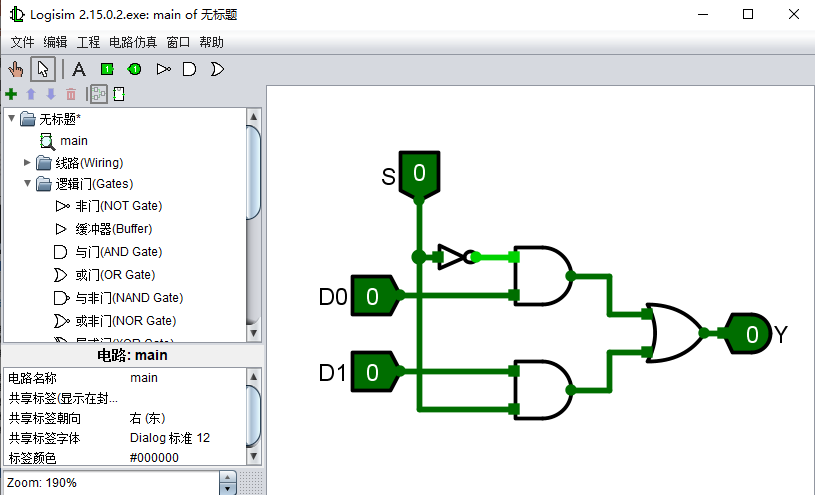 Logisim 2.15.0.2.exe: main of 无标题
文件 编辑 工程 电路仿真 窗口 帮助
无标题*
main
线路(Wiring)
逻辑门(Gates)
非门(NOT Gate)
缓冲器(Buffer)
与门(AND Gate)
或门(OR Gate)
与非门(NAND Gate)
或非门(NOR Gate)
电路: main
电路名称 main
共享标签(显示在封...
共享标签朝向 右 (东)
共享标签字体 Dialog 标准 12
标签颜色 #000000
Zoom: 190%
S 0
D0 0
D1 0
0 Y